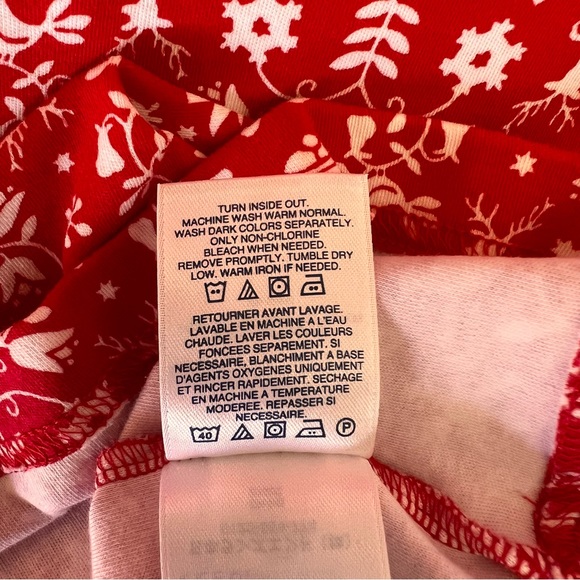 TURN INSIDE OUT.
MACHINE WASH WARM NORMAL.
WASH DARK COLORS SEPARATELY.
ONLY NON-CHLORINE
BLEACH WHEN NEEDED.
REMOVE PROMPTLY. TUMBLE DRY
LOW. WARM IRON IF NEEDED.
RETOURNER AVANT LAVAGE.
LAVABLE EN MACHINE A L'EAU
CHAUDE. LAVER LES COULEURS
FONCEES SEPAREMENT. SI
NECESSAIRE, BLANCHIMENT A BASE
D'AGENTS OXYGENES UNIQUEMENT
ET RINCER RAPIDEMENT. SECHAGE
EN MACHINE A TEMPERATURE
MODEREE. REPASSER SI
NECESSAIRE.
40 P